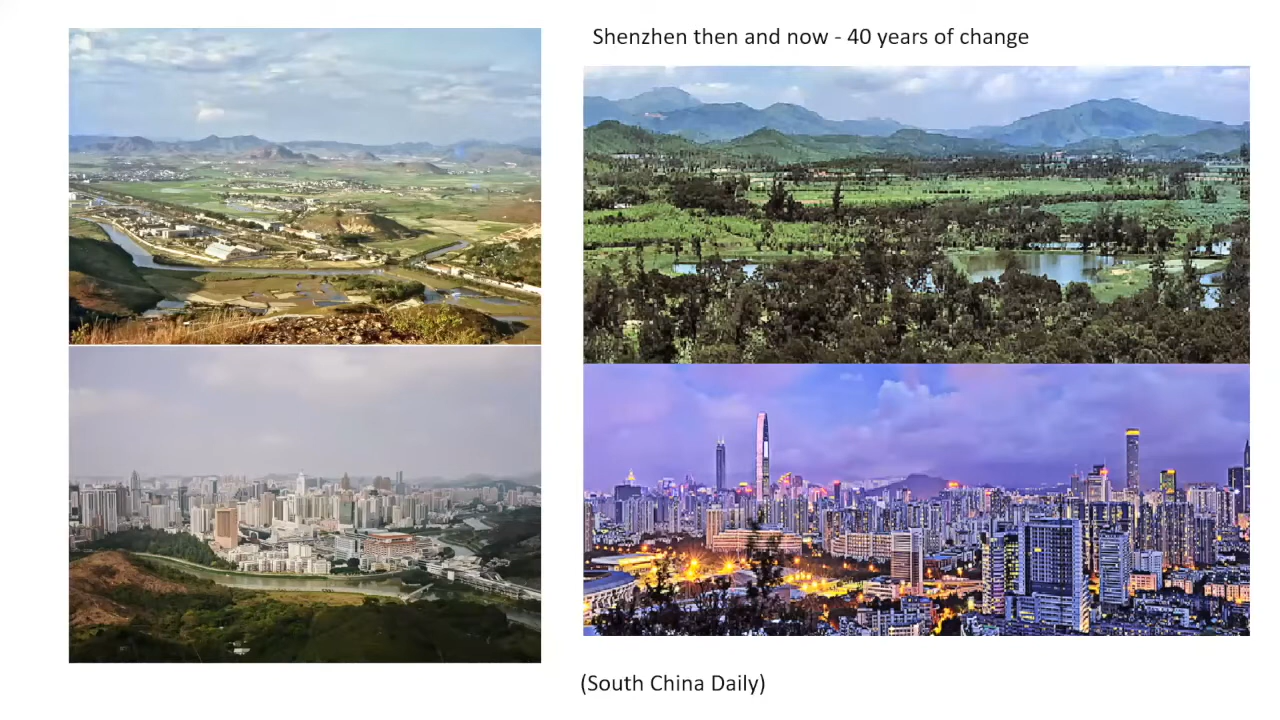 Shenzhen then and now - 40 years of change
(South China Daily)